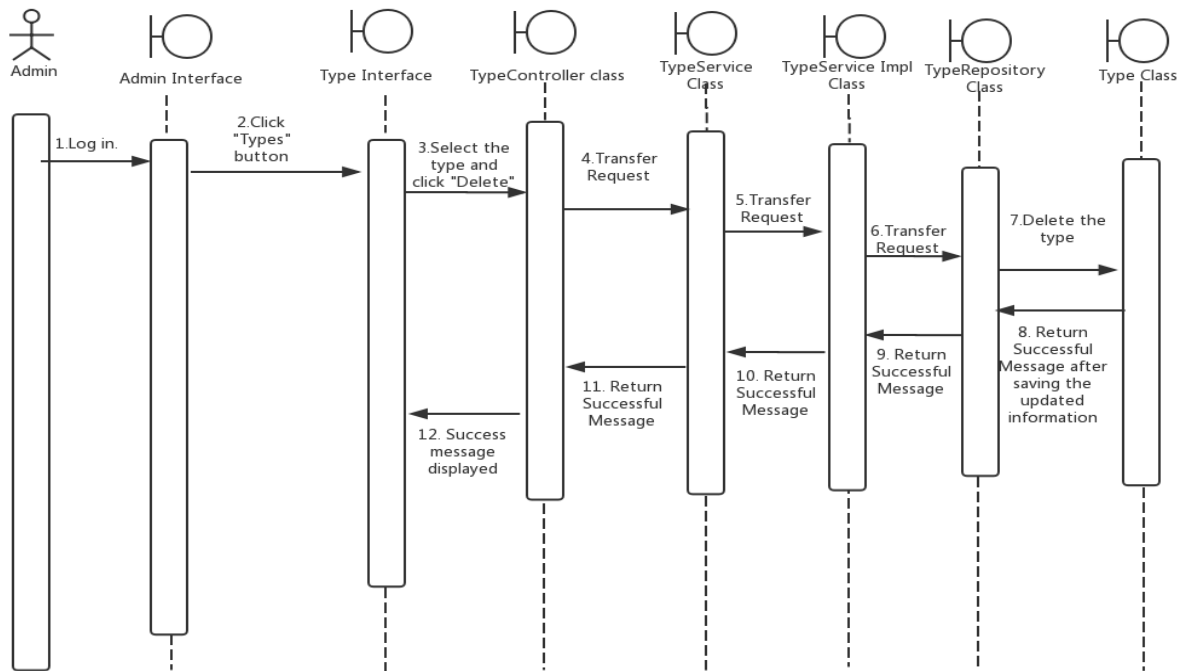 Admin
Admin Interface
Type Interface
TypeController class
TypeService
Class
TypeService Impl
Class
TypeRepository
Class
Type Class
1.Log in.
2.Click
"Types"
button
3.Select the
type and
click "Delete"
4.Transfer
Request
5.Transfer
Request
6.Transfer
Request
7.Delete the
type
8. Return
Successful
Message after
saving the
updated
information
9. Return
Successful
Message
10. Return
Successful
Message
11. Return
Successful
Message
12. Success
message
displayed